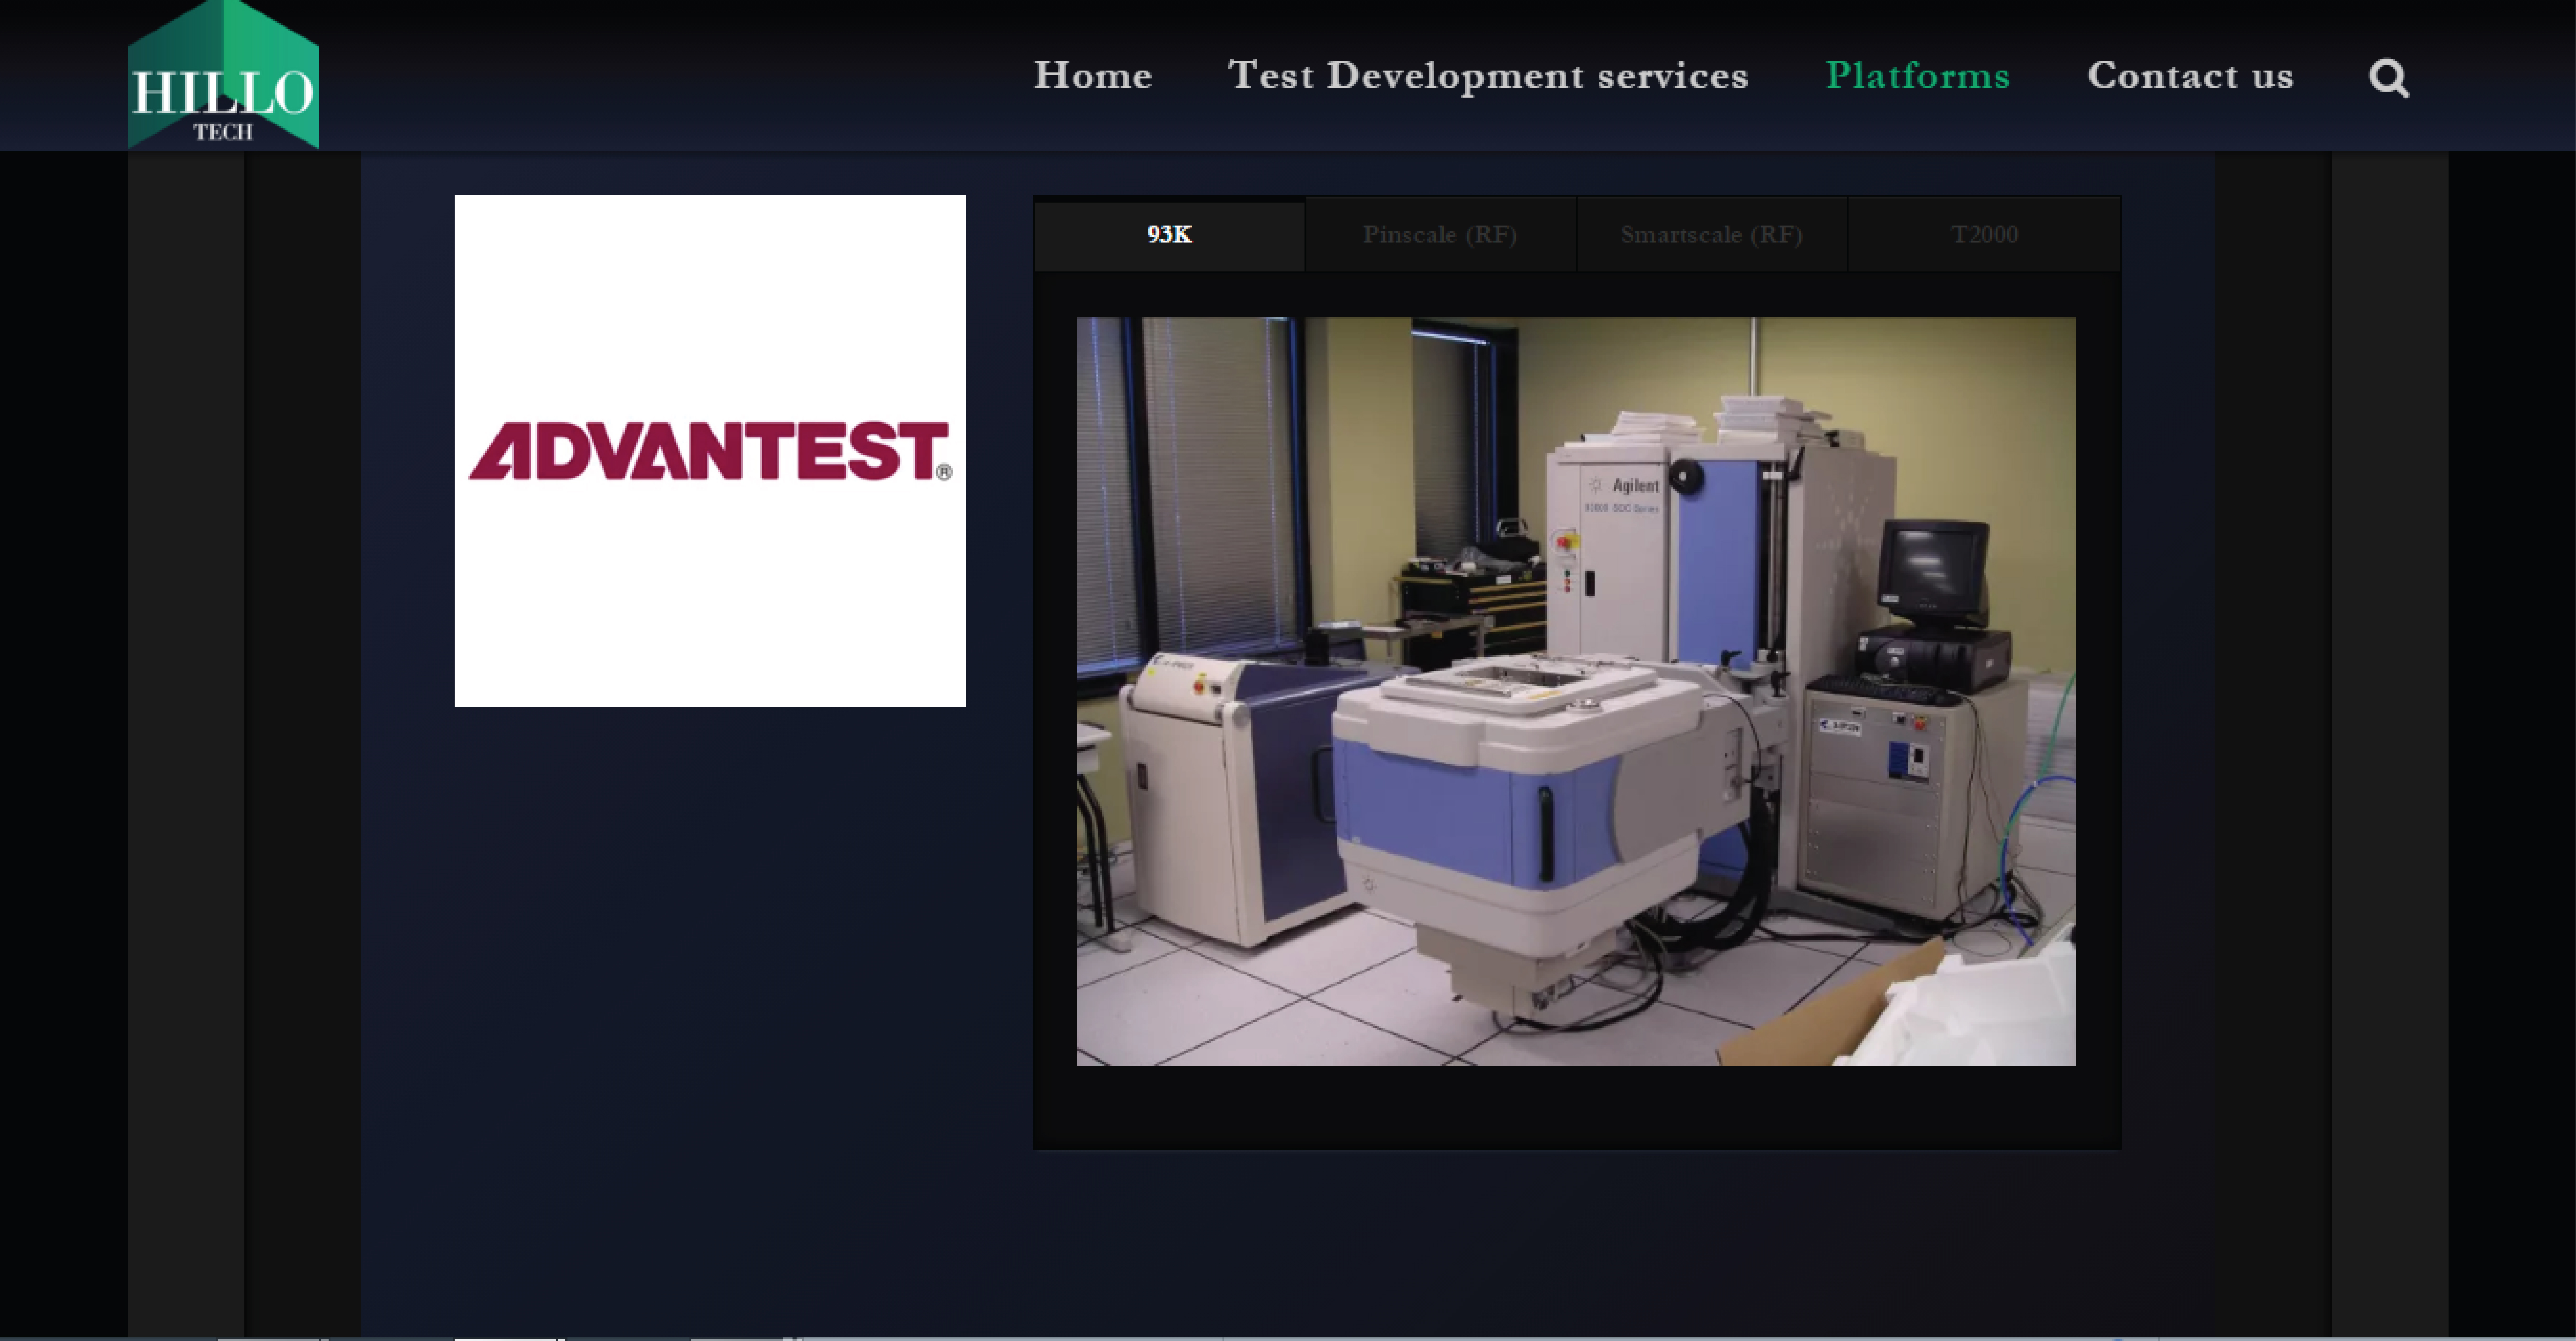 HILLO
TECH
Home
Test Development services
Platforms
Contact us
ADVANTEST®
93K
Pinscale (RF)
Smartscale (RF)
T2000
Agilent
93000 SOC Series